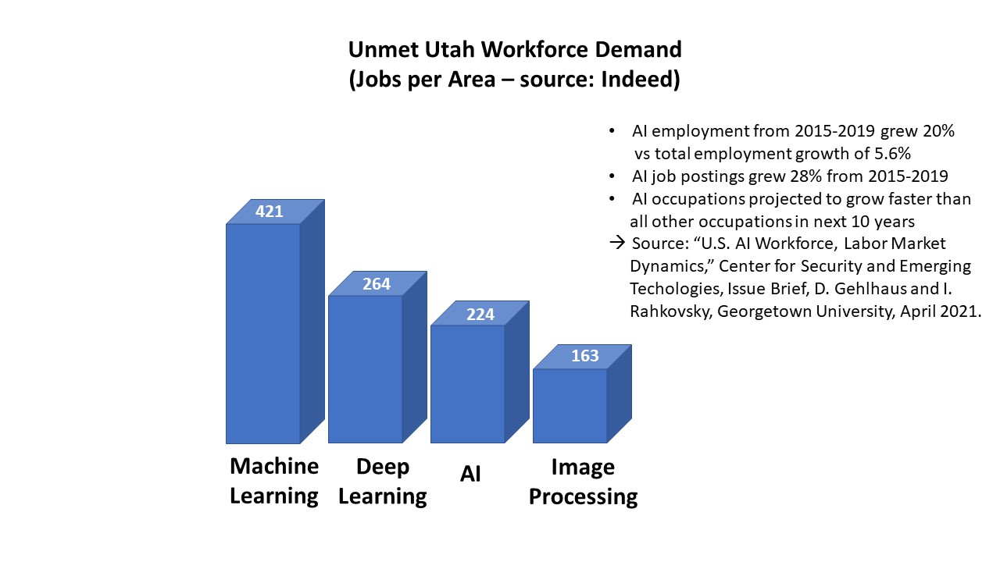 Unmet Utah Workforce Demand
(Jobs per Area – source: Indeed)
• AI employment from 2015-2019 grew 20%
vs total employment growth of 5.6%
• AI job postings grew 28% from 2015-2019
• AI occupations projected to grow faster than
all other occupations in next 10 years
→ Source: “U.S. AI Workforce, Labor Market
Dynamics,” Center for Security and Emerging
Techologies, Issue Brief, D. Gehlhaus and I.
Rahkovsky, Georgetown University, April 2021.
421
264
224
163
Machine
Learning
Deep
Learning
AI
Image
Processing